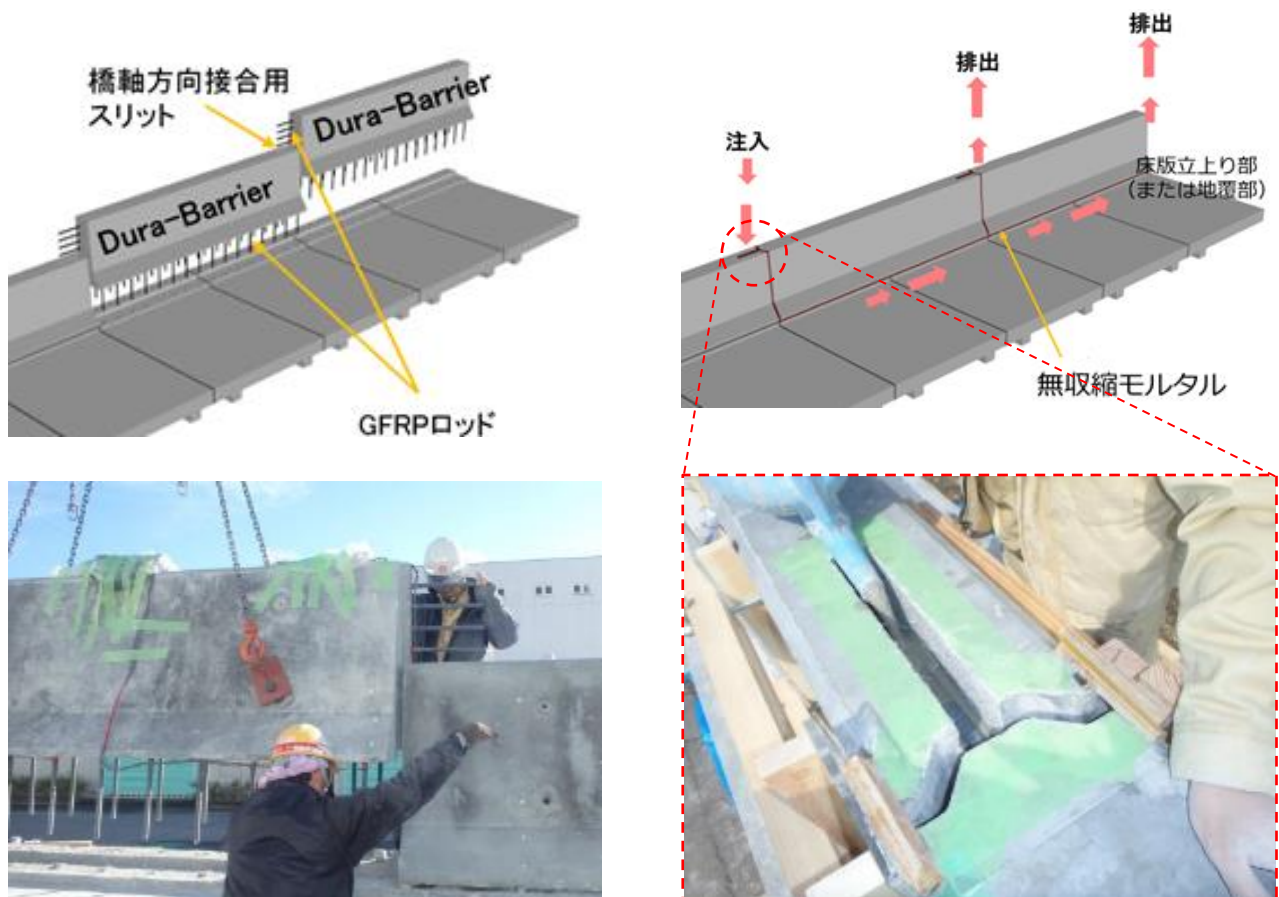 橋軸方向接合用
スリット
Dura-Barrier
Dura-Barrier
GFRPロッド
排出
排出
注入
床版立上り部
(または地覆部)
無収縮モルタル